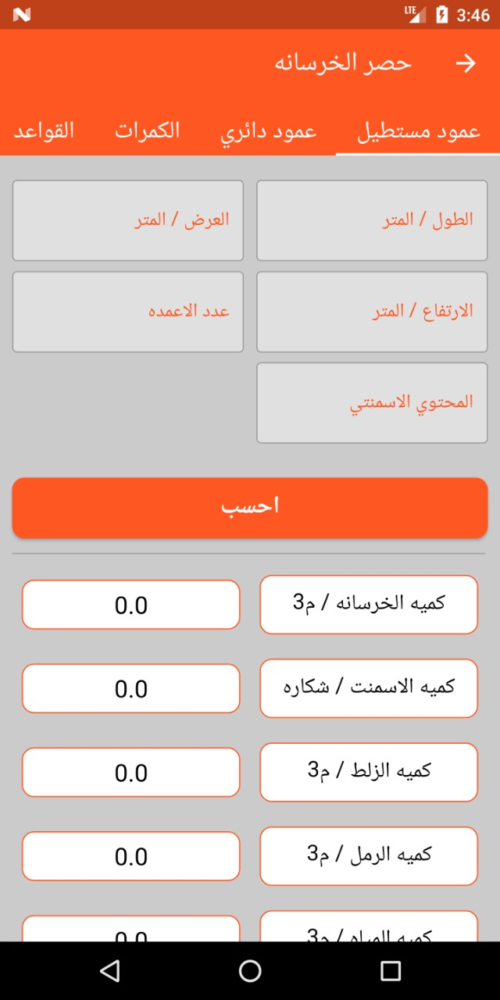 LTE 3:46
حصر الخرسانه
عمود مستطيل عمود دائري الكمرات القواعد
الطول / المتر العرض / المتر
الارتفاع / المتر عدد الاعمده
المحتوي الاسمنتي
احسب
كميه الخرسانه / م3 0.0
كميه الاسمنت / شكاره 0.0
كميه الزلط / م3 0.0
كميه الرمل / م3 0.0
كميه المياه / م3 0.0